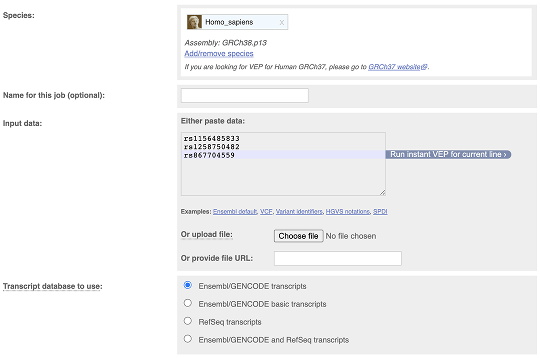 Species:
Homo_sapiens x
Assembly: GRCh38.p13
Add/remove species
If you are looking for VEP for Human GRCh37, please go to GRCh37 website.
Name for this job (optional):
Input data:
Either paste data:
rs1156485833
rs1258750482
rs867704559
Run instant VEP for current line ›
Examples: Ensembl default, VCF, Variant identifiers, HGVS notations, SPDI
Or upload file:
Choose file No file chosen
Or provide file URL:
Transcript database to use:
Ensembl/GENCODE transcripts
Ensembl/GENCODE basic transcripts
RefSeq transcripts
Ensembl/GENCODE and RefSeq transcripts